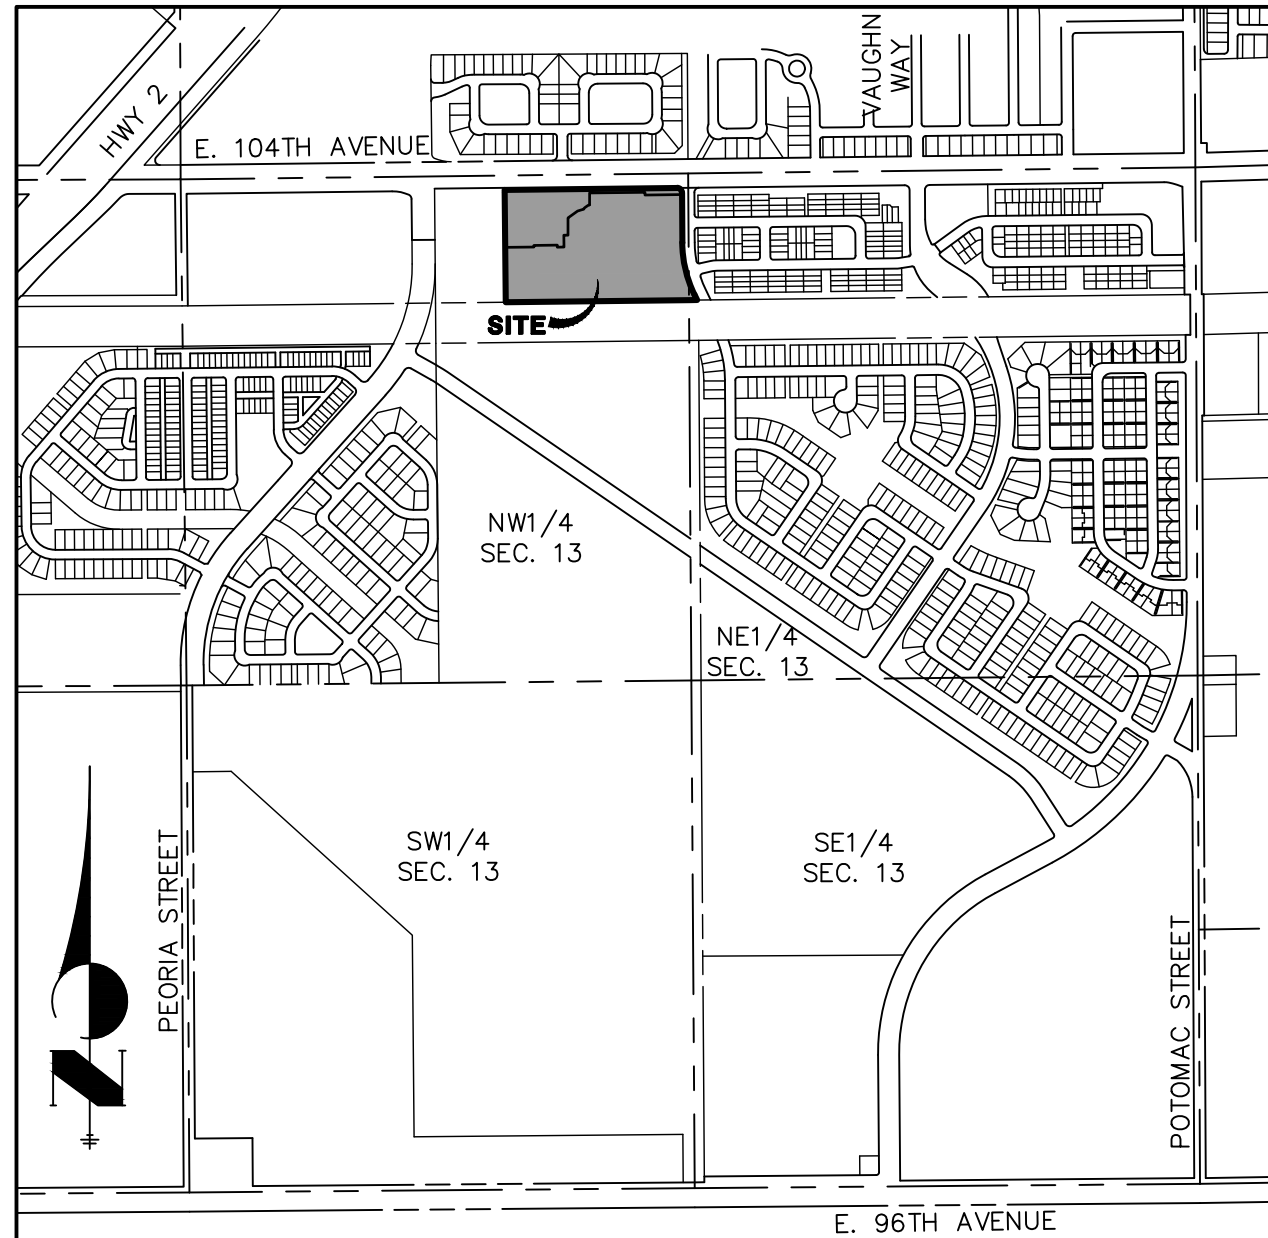 VAUGHN
WAY
HWY 2
E. 104TH AVENUE
SITE
NW1/4
SEC. 13
NE1/4
SEC. 13
SW1/4
SEC. 13
SE1/4
SEC. 13
PEORIA STREET
POTOMAC STREET
N
E. 96TH AVENUE